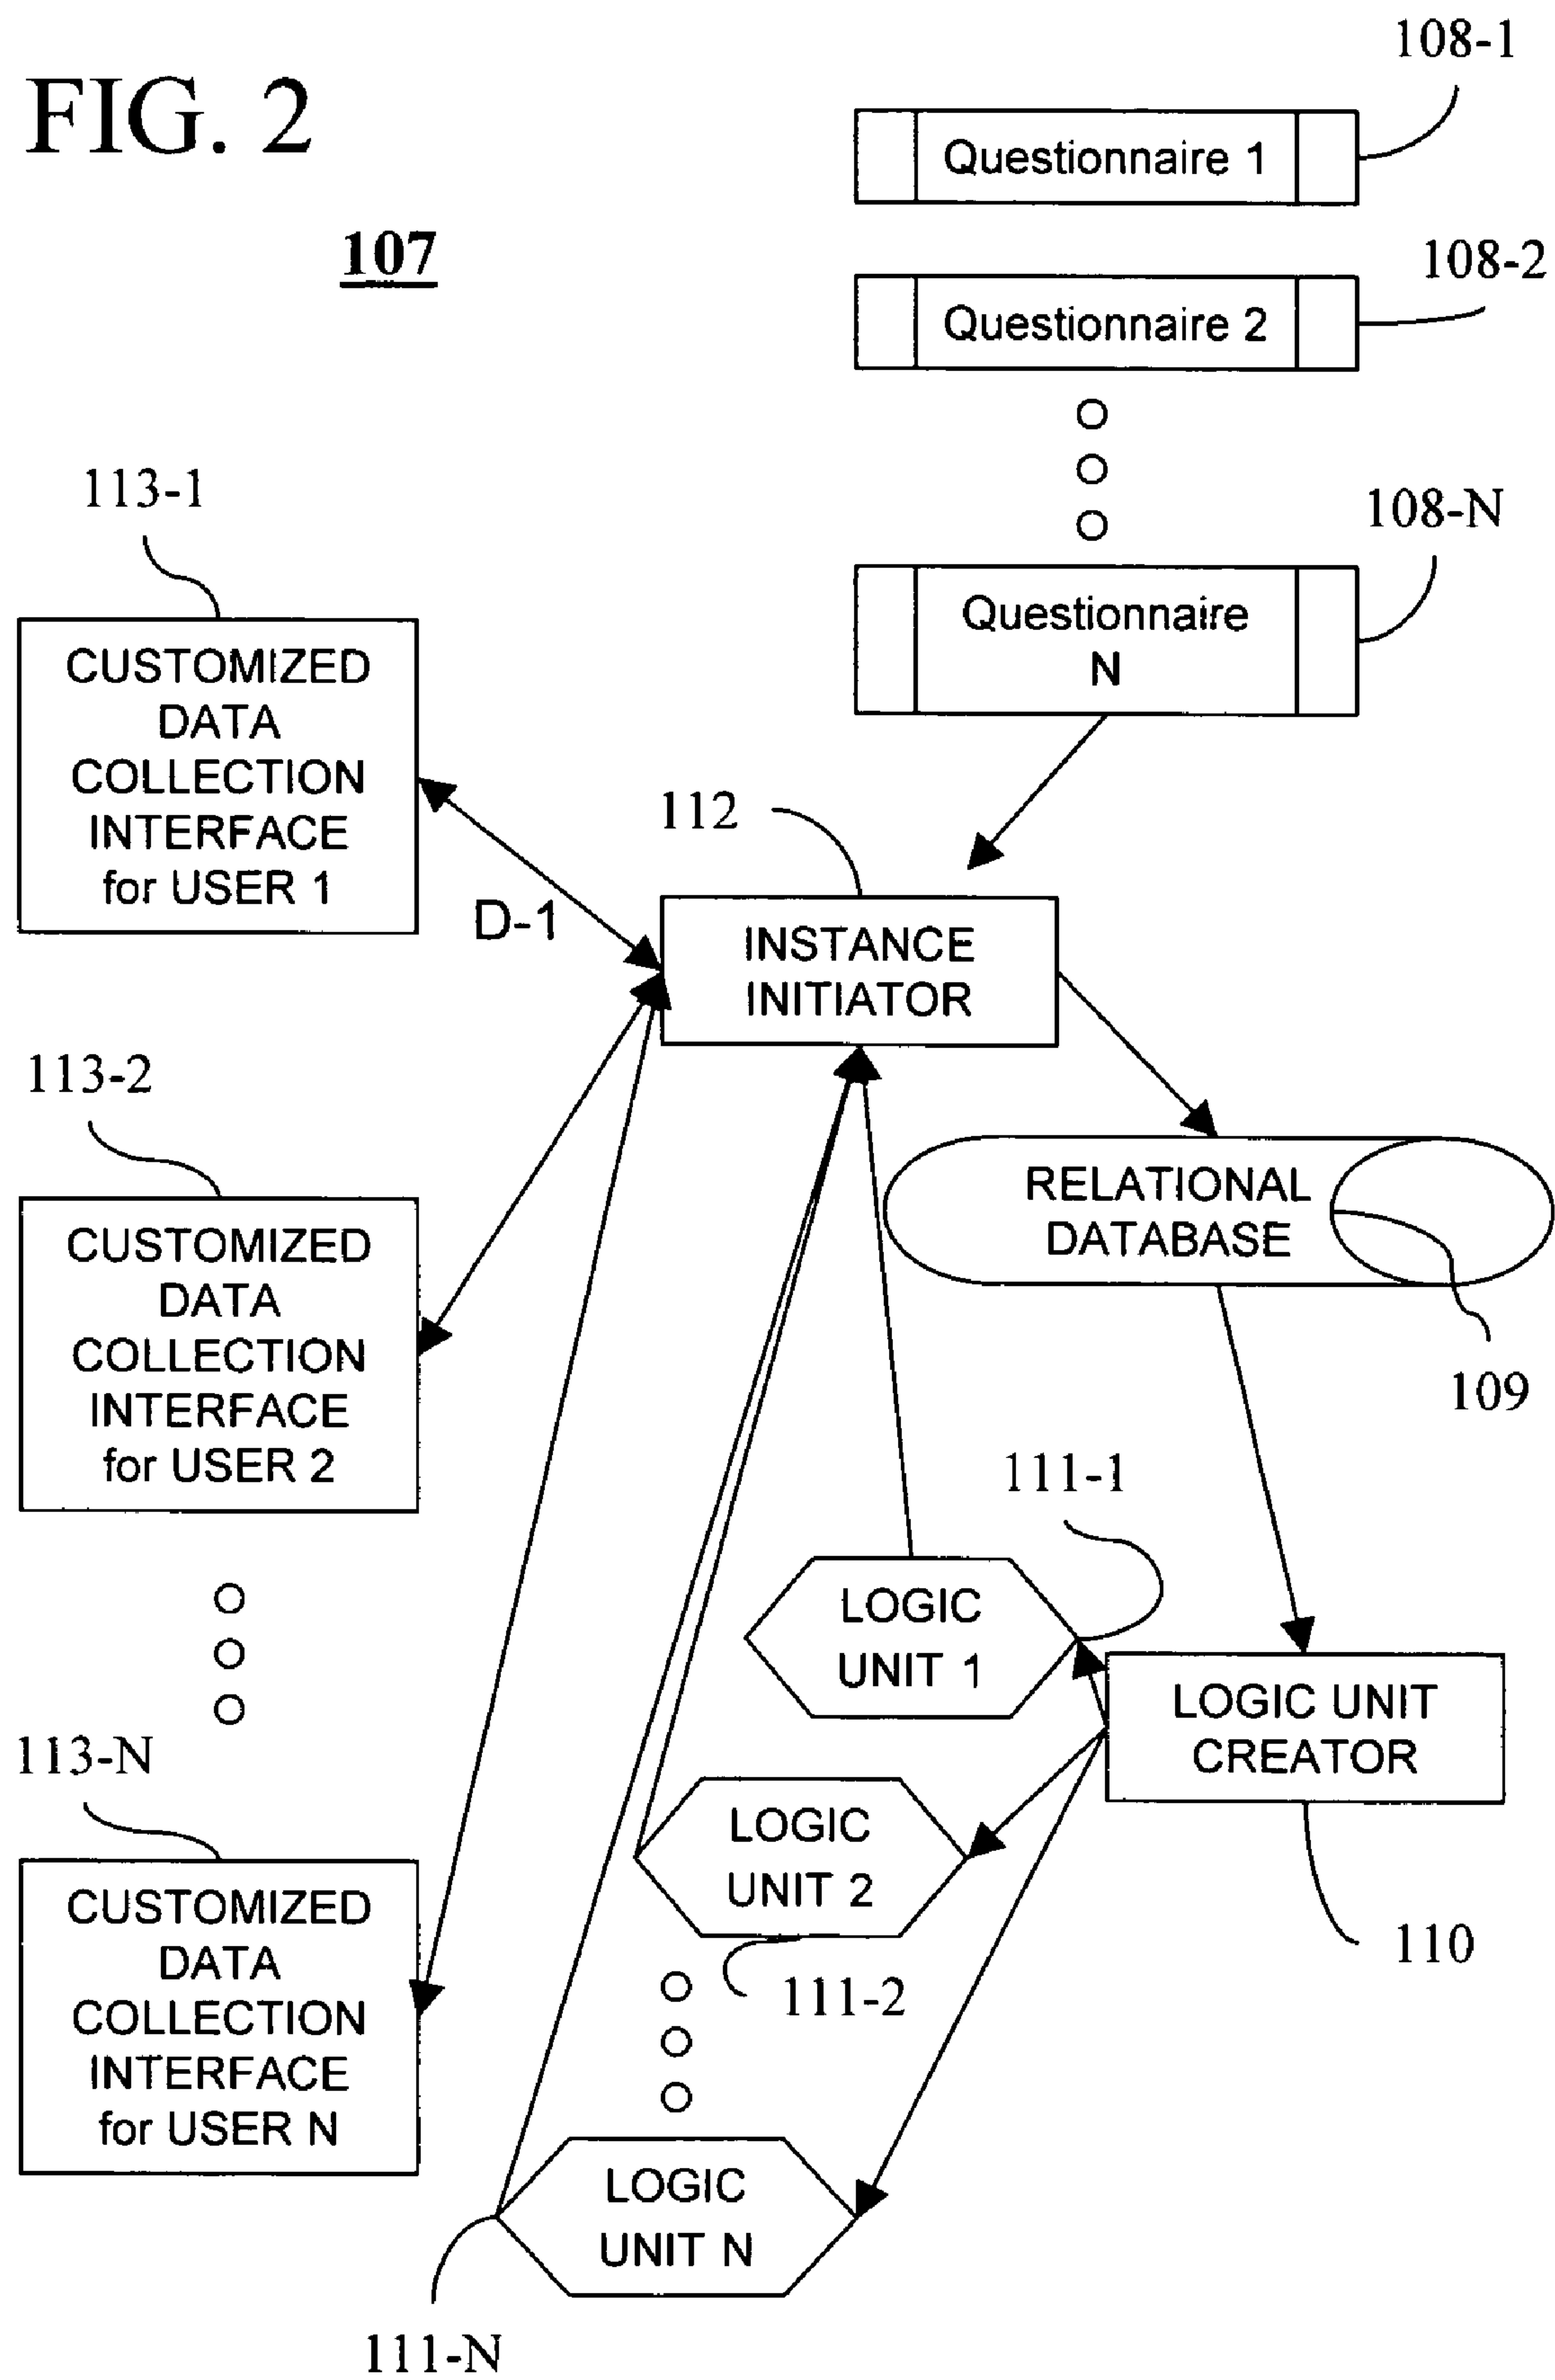 FIG. 2
107
108-1
Questionnaire 1
108-2
Questionnaire 2
108-N
Questionnaire
N
113-1
CUSTOMIZED
DATA
COLLECTION
INTERFACE
for USER 1
D-1
112
INSTANCE
INITIATOR
113-2
CUSTOMIZED
DATA
COLLECTION
INTERFACE
for USER 2
RELATIONAL
DATABASE
109
111-1
LOGIC
UNIT 1
LOGIC UNIT
CREATOR
110
LOGIC
UNIT 2
111-2
113-N
CUSTOMIZED
DATA
COLLECTION
INTERFACE
for USER N
LOGIC
UNIT N
111-N